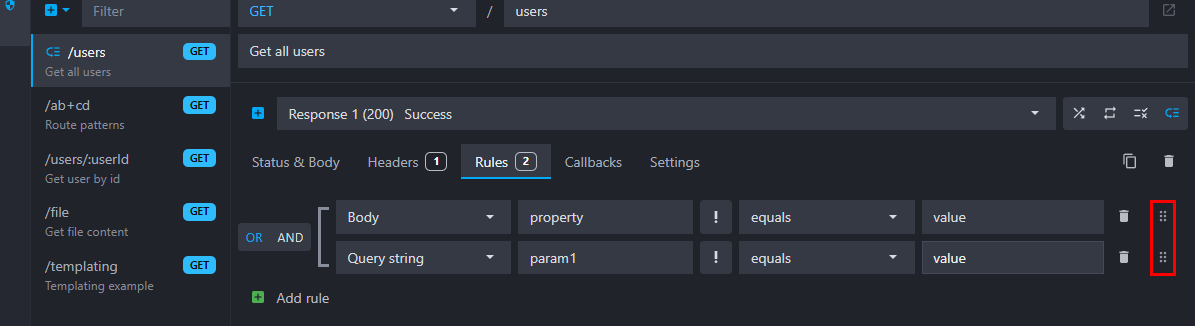 Filter
GET
/
users
/users GET
Get all users
Get all users
/ab+cd GET
Route patterns
/users/:userId GET
Get user by id
/file GET
Get file content
/templating GET
Templating example
Response 1 (200) Success
Status & Body Headers 1 Rules 2 Callbacks Settings
OR AND
Body property ! equals value
Query string param1 ! equals value
Add rule